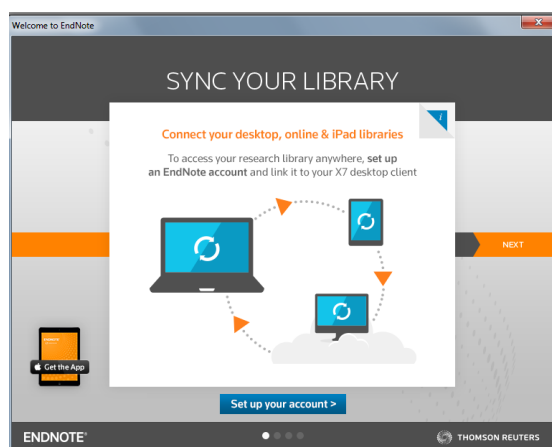 Welcome to EndNote
SYNC YOUR LIBRARY
i
Connect your desktop, online & iPad libraries
To access your research library anywhere, set up
an EndNote account and link it to your X7 desktop client
NEXT
ENDNOTE
Get the App
Set up your account >
ENDNOTE®
THOMSON REUTERS